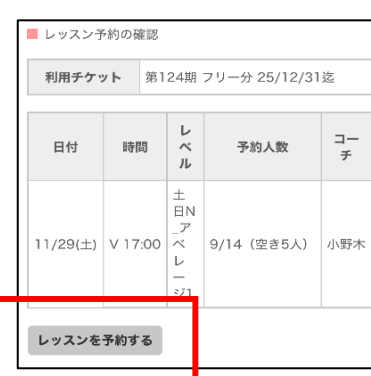 レッスン予約の確認
利用チケット 第124期 フリー分 25/12/31迄
日付 時間 レベル 予約人数 コーチ
11/29(土) V 17:00 土日N_アベレージ1 9/14（空き5人） 小野木
レッスンを予約する